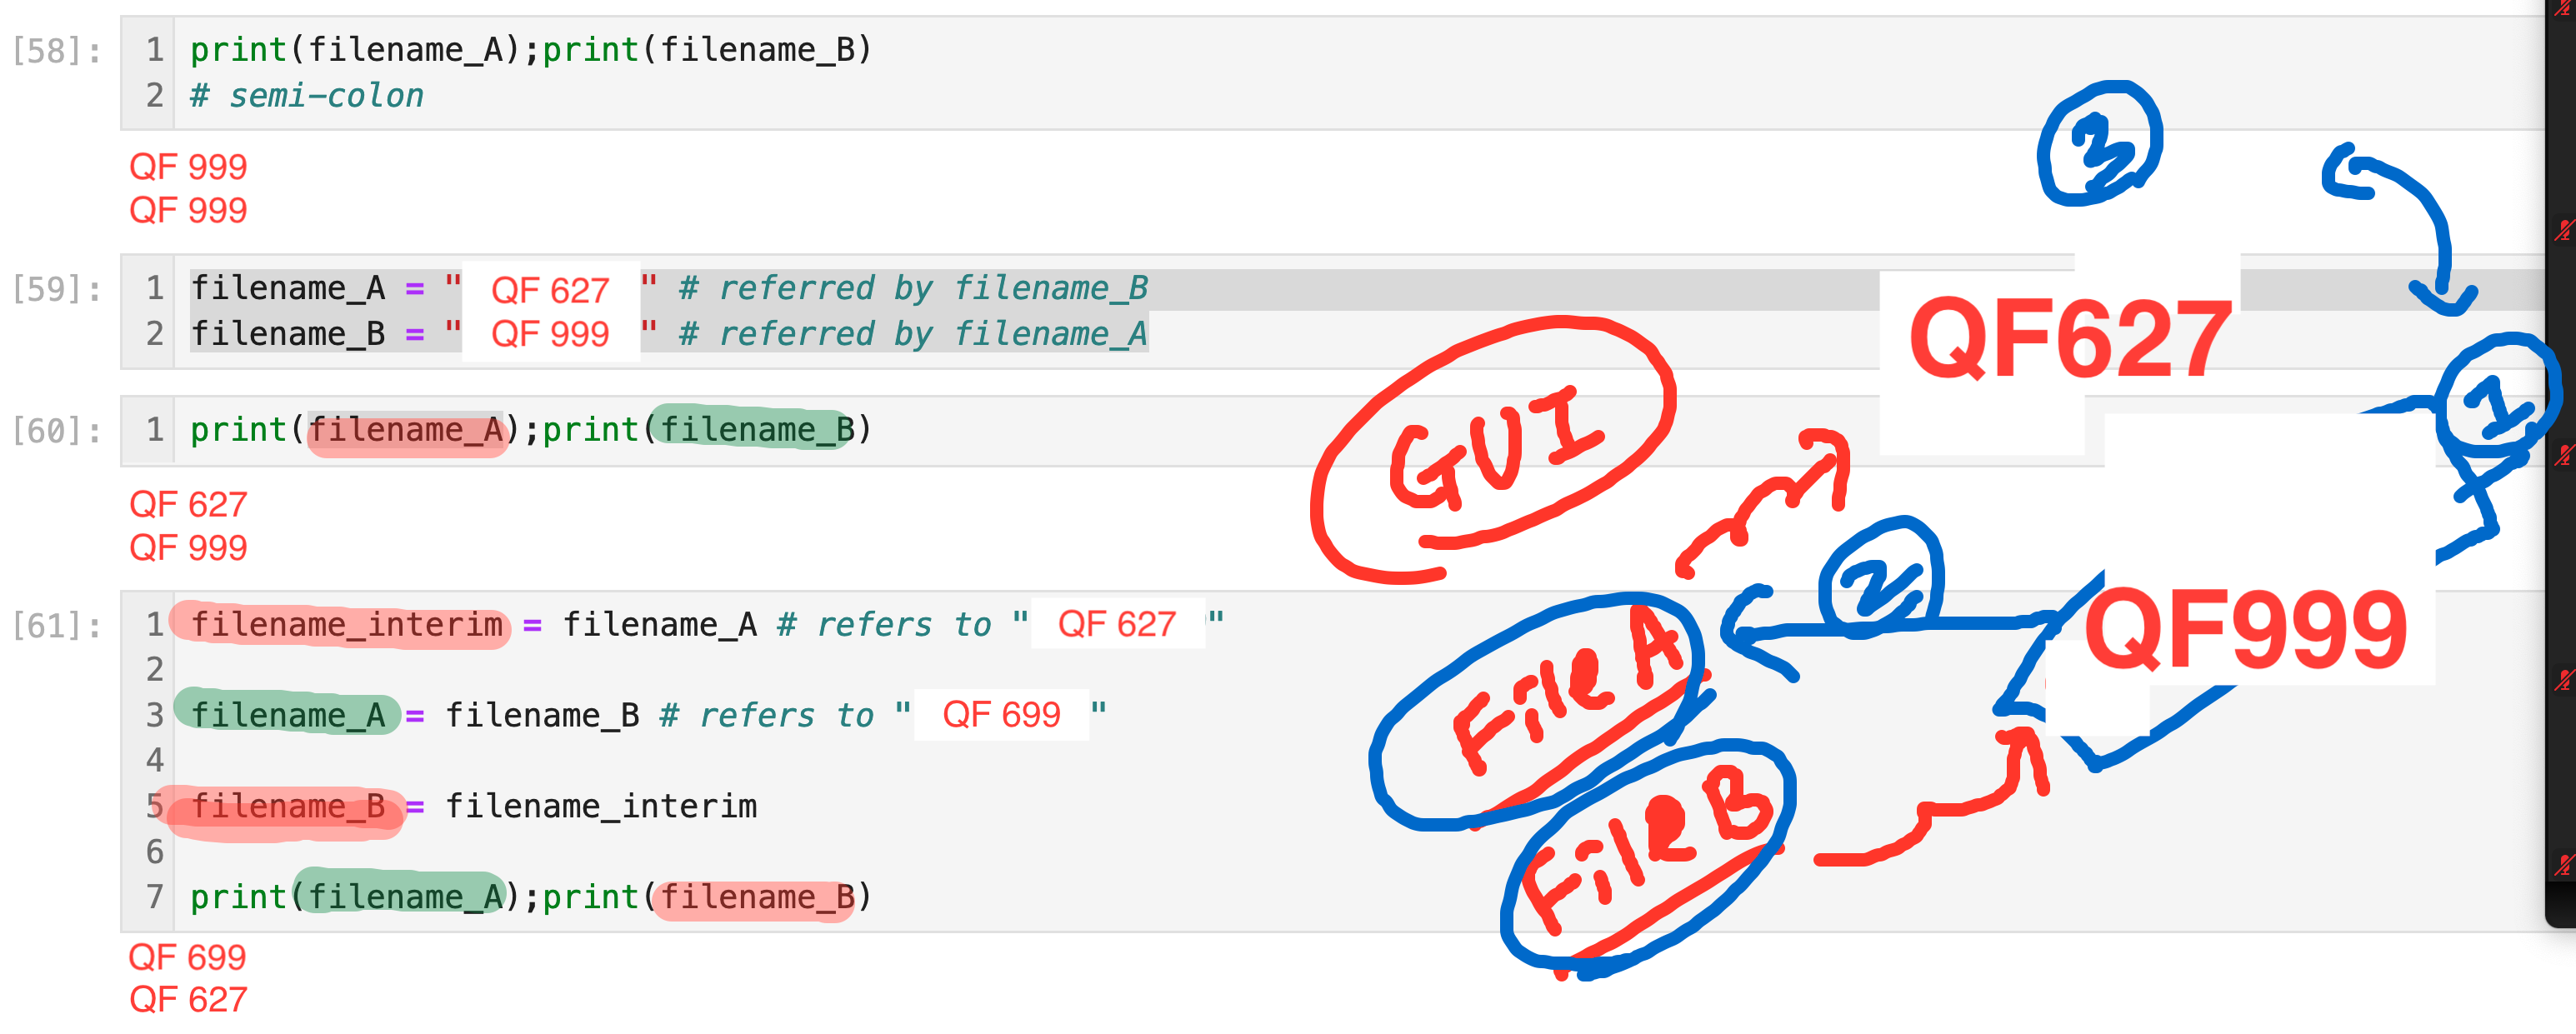 [58]:
1 print(filename_A);print(filename_B)
2 # semi-colon
QF 999
QF 999
[59]:
1 filename_A = " QF 627 " # referred by filename_B
2 filename_B = " QF 999 " # referred by filename_A
[60]:
1 print(filename_A);print(filename_B)
QF 627
QF 999
[61]:
1 filename_interim = filename_A # refers to " QF 627 "
2
3 filename_A = filename_B # refers to " QF 699 "
4
5 filename_B = filename_interim
6
7 print(filename_A);print(filename_B)
QF 699
QF 627
3
QF627
1
GUI
2
QF999
File A
File B